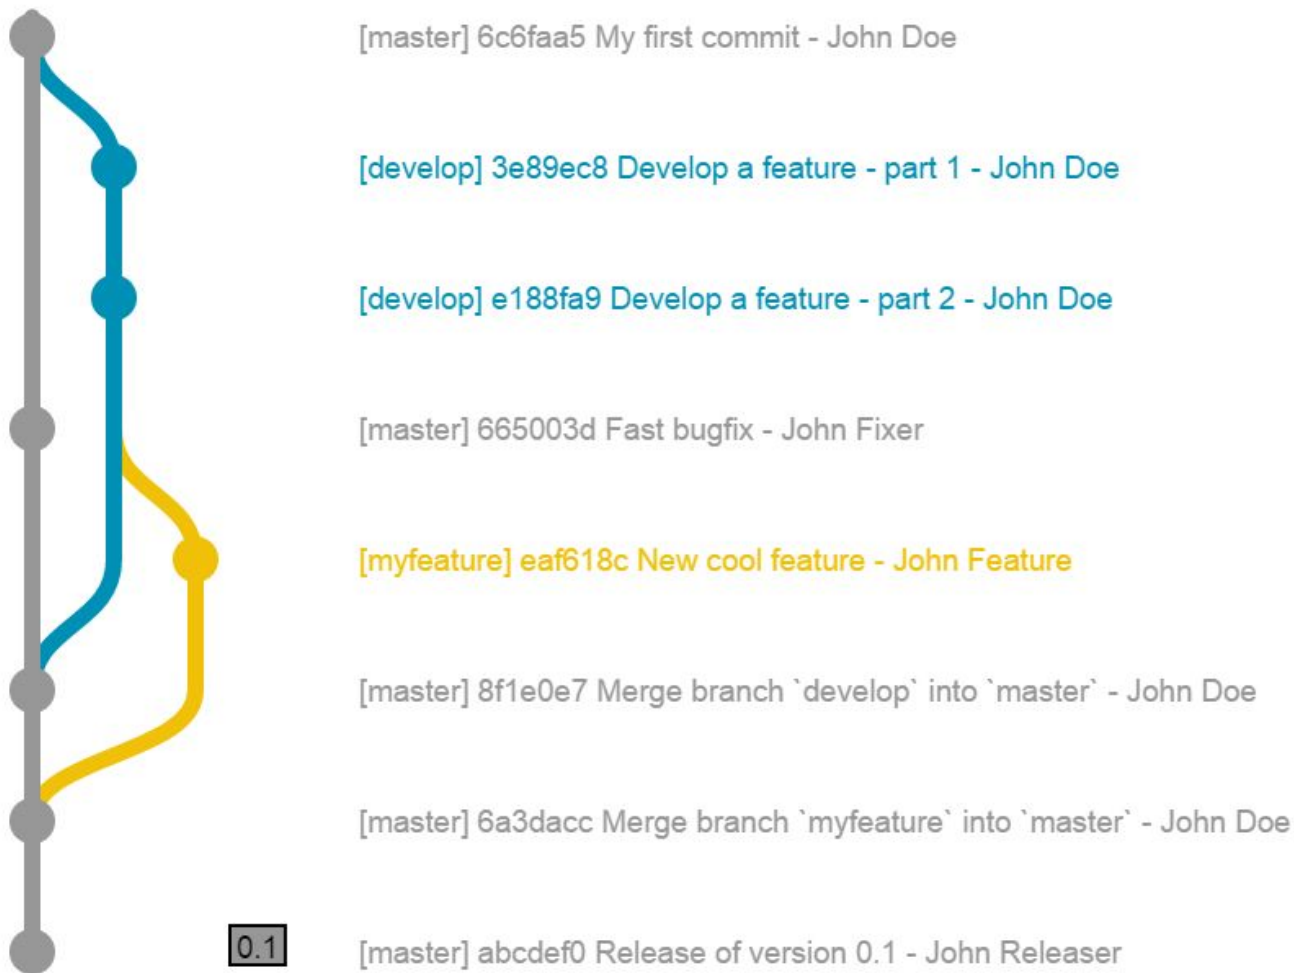 [master] 6c6faa5 My first commit - John Doe
[develop] 3e89ec8 Develop a feature - part 1 - John Doe
[develop] e188fa9 Develop a feature - part 2 - John Doe
[master] 665003d Fast bugfix - John Fixer
[myfeature] eaf618c New cool feature - John Feature
[master] 8f1e0e7 Merge branch `develop` into `master` - John Doe
[master] 6a3dacc Merge branch `myfeature` into `master` - John Doe
0.1 [master] abcdef0 Release of version 0.1 - John Releaser